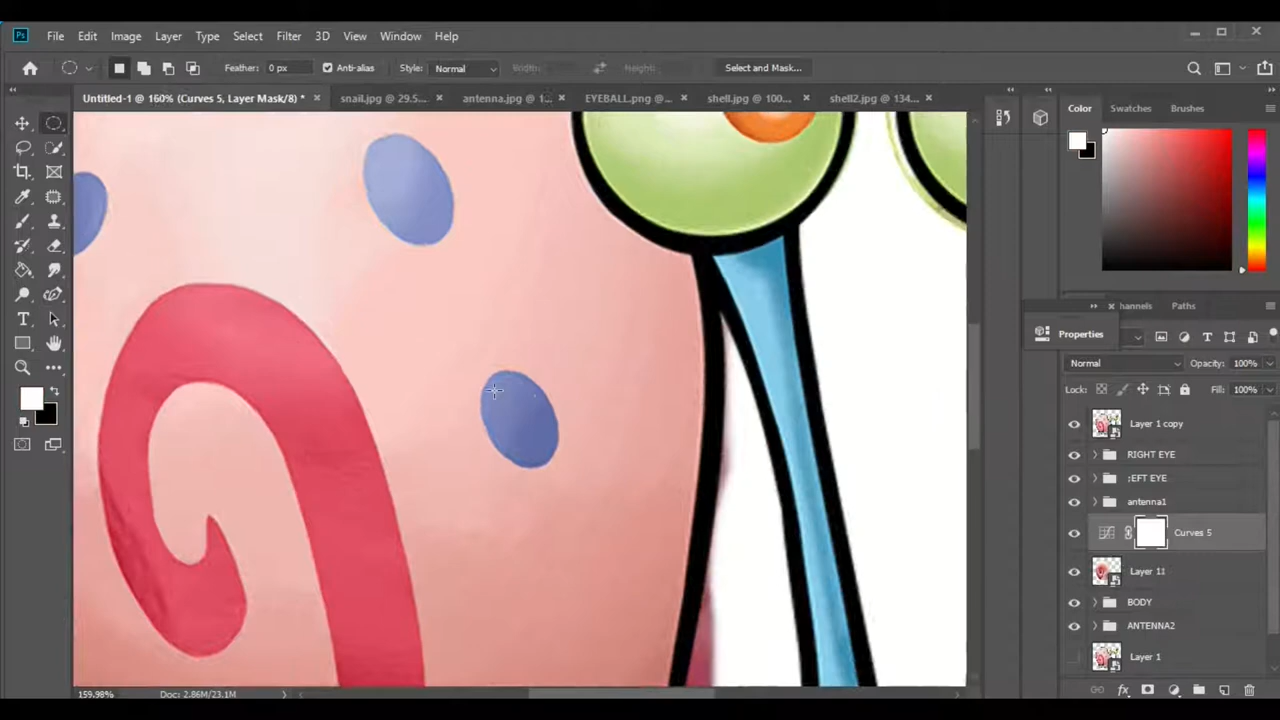 Ps File Edit Image Layer Type Select Filter 3D View Window Help
Feather: 0 px Anti-alias Style: Normal Width: Height: Select and Mask...
Untitled-1 @ 160% (Curves 5, Layer Mask/8) * × snail.jpg @ 29.5... × antenna.jpg @ 1... × EYEBALL.png @... × shell.jpg @ 100... × shell2.jpg @ 134... ×
Color Swatches Brushes
hannels Paths
Properties
Normal Opacity: 100%
Lock: Fill: 100%
Layer 1 copy
RIGHT EYE
:EFT EYE
antenna1
Curves 5
Layer 11
BODY
ANTENNA2
Layer 1
fx
159.98% Doc: 2.86M/23.1M